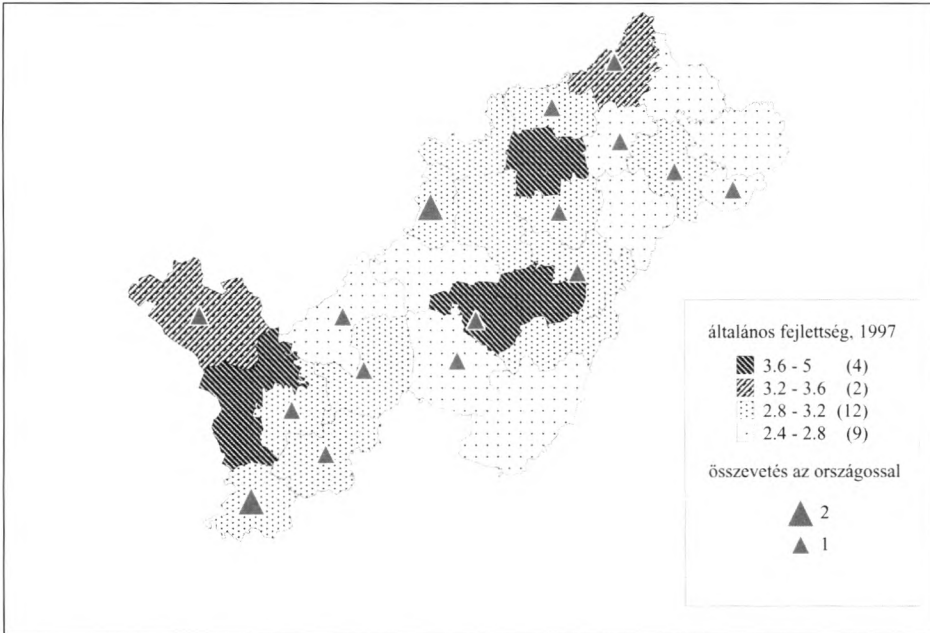 általános fejlettség, 1997
3.6 - 5 (4)
3.2 - 3.6 (2)
2.8 - 3.2 (12)
2.4 - 2.8 (9)
összevetés az országossal
2
1